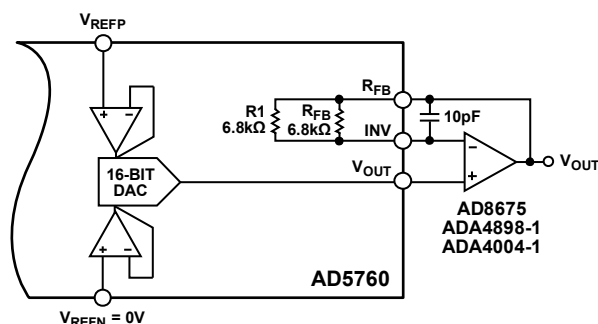 VREFP
R1
6.8kΩ
RFB
6.8kΩ
RFB
10pF
INV
VOUT
VOUT
16-BIT
DAC
+
−
+
−
−
+
AD8675
ADA4898-1
ADA4004-1
AD5760
VREFN = 0V